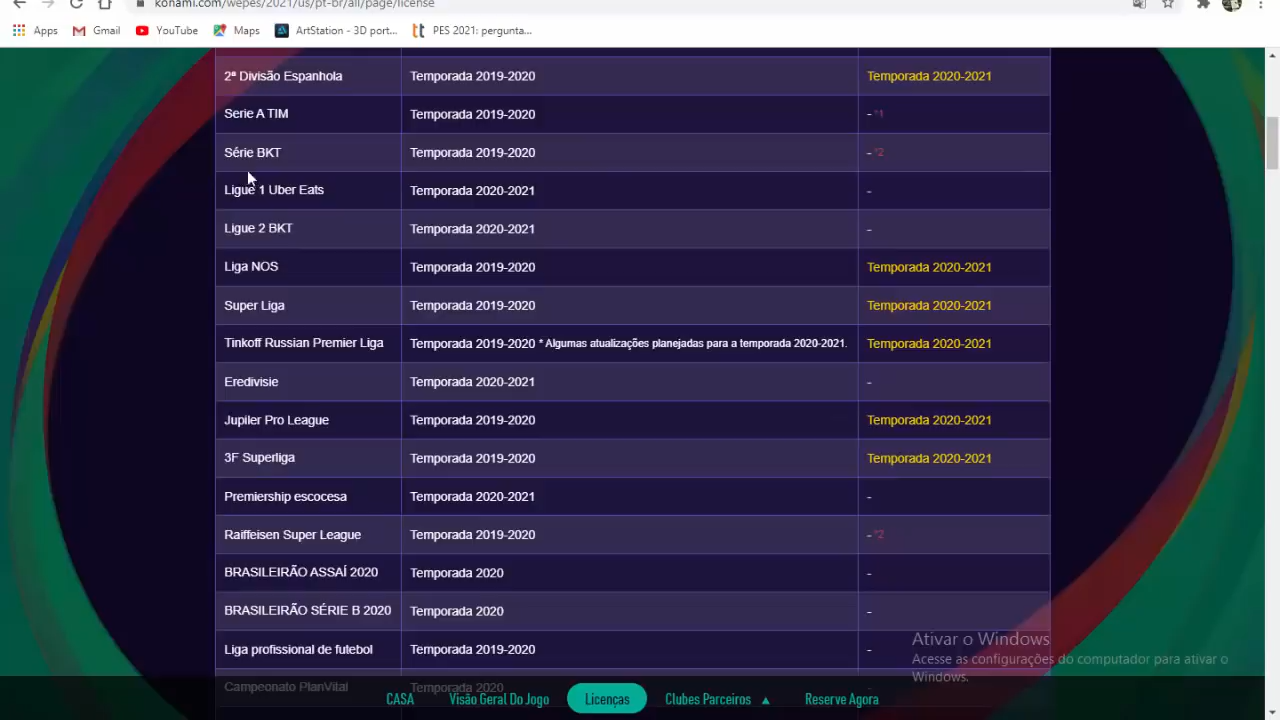 konami.com/wepes/2021/us/pt-br/all/page/license
Apps Gmail YouTube Maps ArtStation - 3D port... PES 2021: pergunta...
2ª Divisão Espanhola Temporada 2019-2020 Temporada 2020-2021
Serie A TIM Temporada 2019-2020 - *1
Série BKT Temporada 2019-2020 - *2
Ligue 1 Uber Eats Temporada 2020-2021 -
Ligue 2 BKT Temporada 2020-2021 -
Liga NOS Temporada 2019-2020 Temporada 2020-2021
Super Liga Temporada 2019-2020 Temporada 2020-2021
Tinkoff Russian Premier Liga Temporada 2019-2020 * Algumas atualizações planejadas para a temporada 2020-2021. Temporada 2020-2021
Eredivisie Temporada 2020-2021 -
Jupiler Pro League Temporada 2019-2020 Temporada 2020-2021
3F Superliga Temporada 2019-2020 Temporada 2020-2021
Premiership escocesa Temporada 2020-2021 -
Raiffeisen Super League Temporada 2019-2020 - *2
BRASILEIRÃO ASSAÍ 2020 Temporada 2020 -
BRASILEIRÃO SÉRIE B 2020 Temporada 2020 -
Liga profissional de futebol Temporada 2019-2020 -
Campeonato PlanVital Temporada 2020 -
Ativar o Windows
Acesse as configurações do computador para ativar o
Windows.
CASA Visão Geral Do Jogo Licenças Clubes Parceiros ▲ Reserve Agora